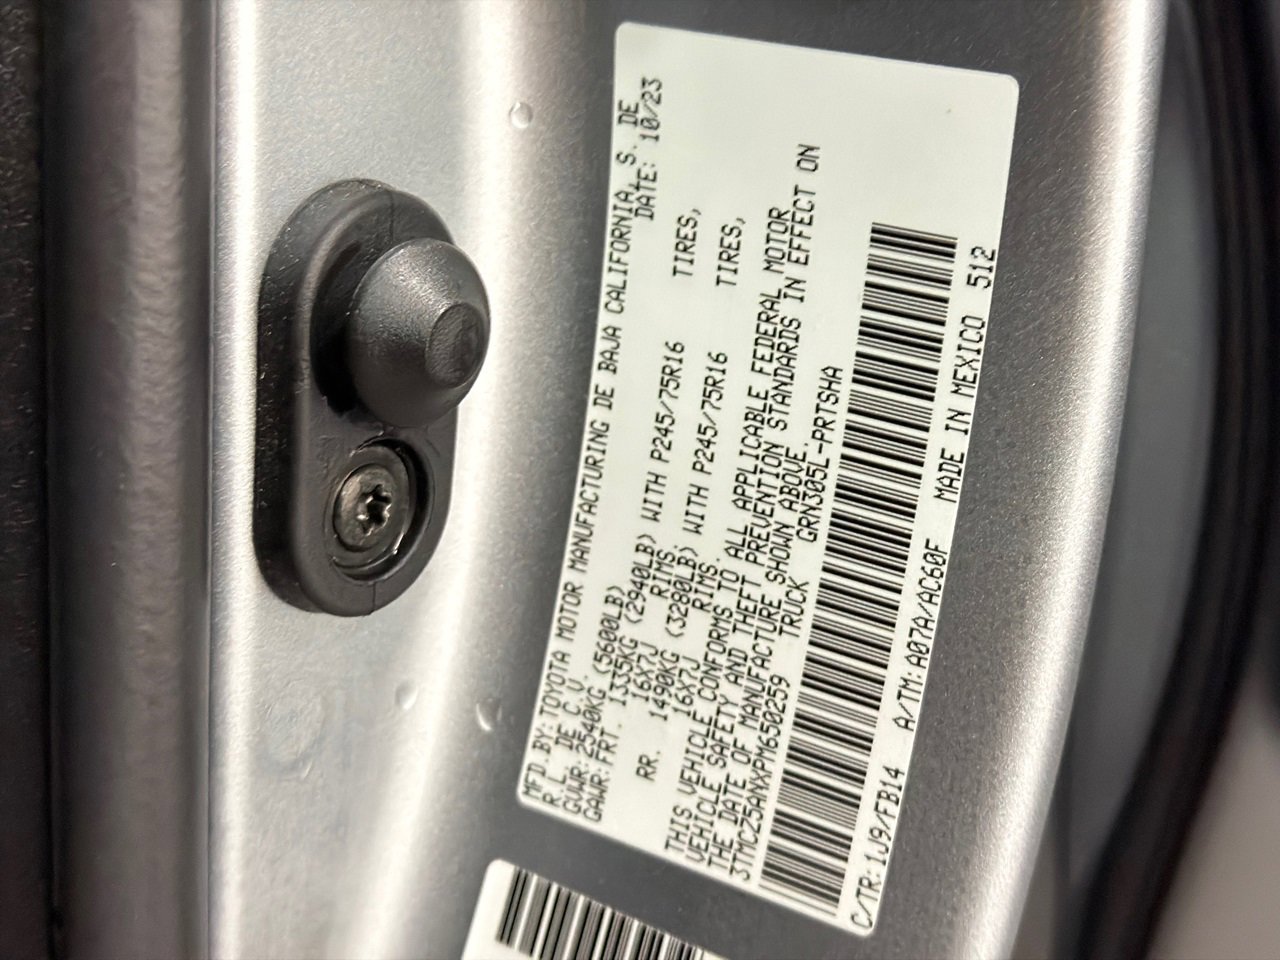 MFD BY: TOYOTA MOTOR MANUFACTURING DE BAJA CALIFORNIA, S. DE
R.L. DE C.V. DATE: 10/23
GVWR: 2540KG (5600LB)
GAWR: FRT. 1335KG (2940LB) WITH P245/75R16 TIRES,
16X7J RIMS,
RR. 1490KG (3280LB) WITH P245/75R16 TIRES,
16X7J RIMS.
THIS VEHICLE CONFORMS TO ALL APPLICABLE FEDERAL MOTOR
VEHICLE SAFETY AND THEFT PREVENTION STANDARDS IN EFFECT ON
THE DATE OF MANUFACTURE SHOWN ABOVE.
3TMCZ5ANXPM650259 TRUCK GRN305L-PRTSHA
C/TR: 1J9/FB14 A/TM: A07A/AC60F MADE IN MEXICO 512